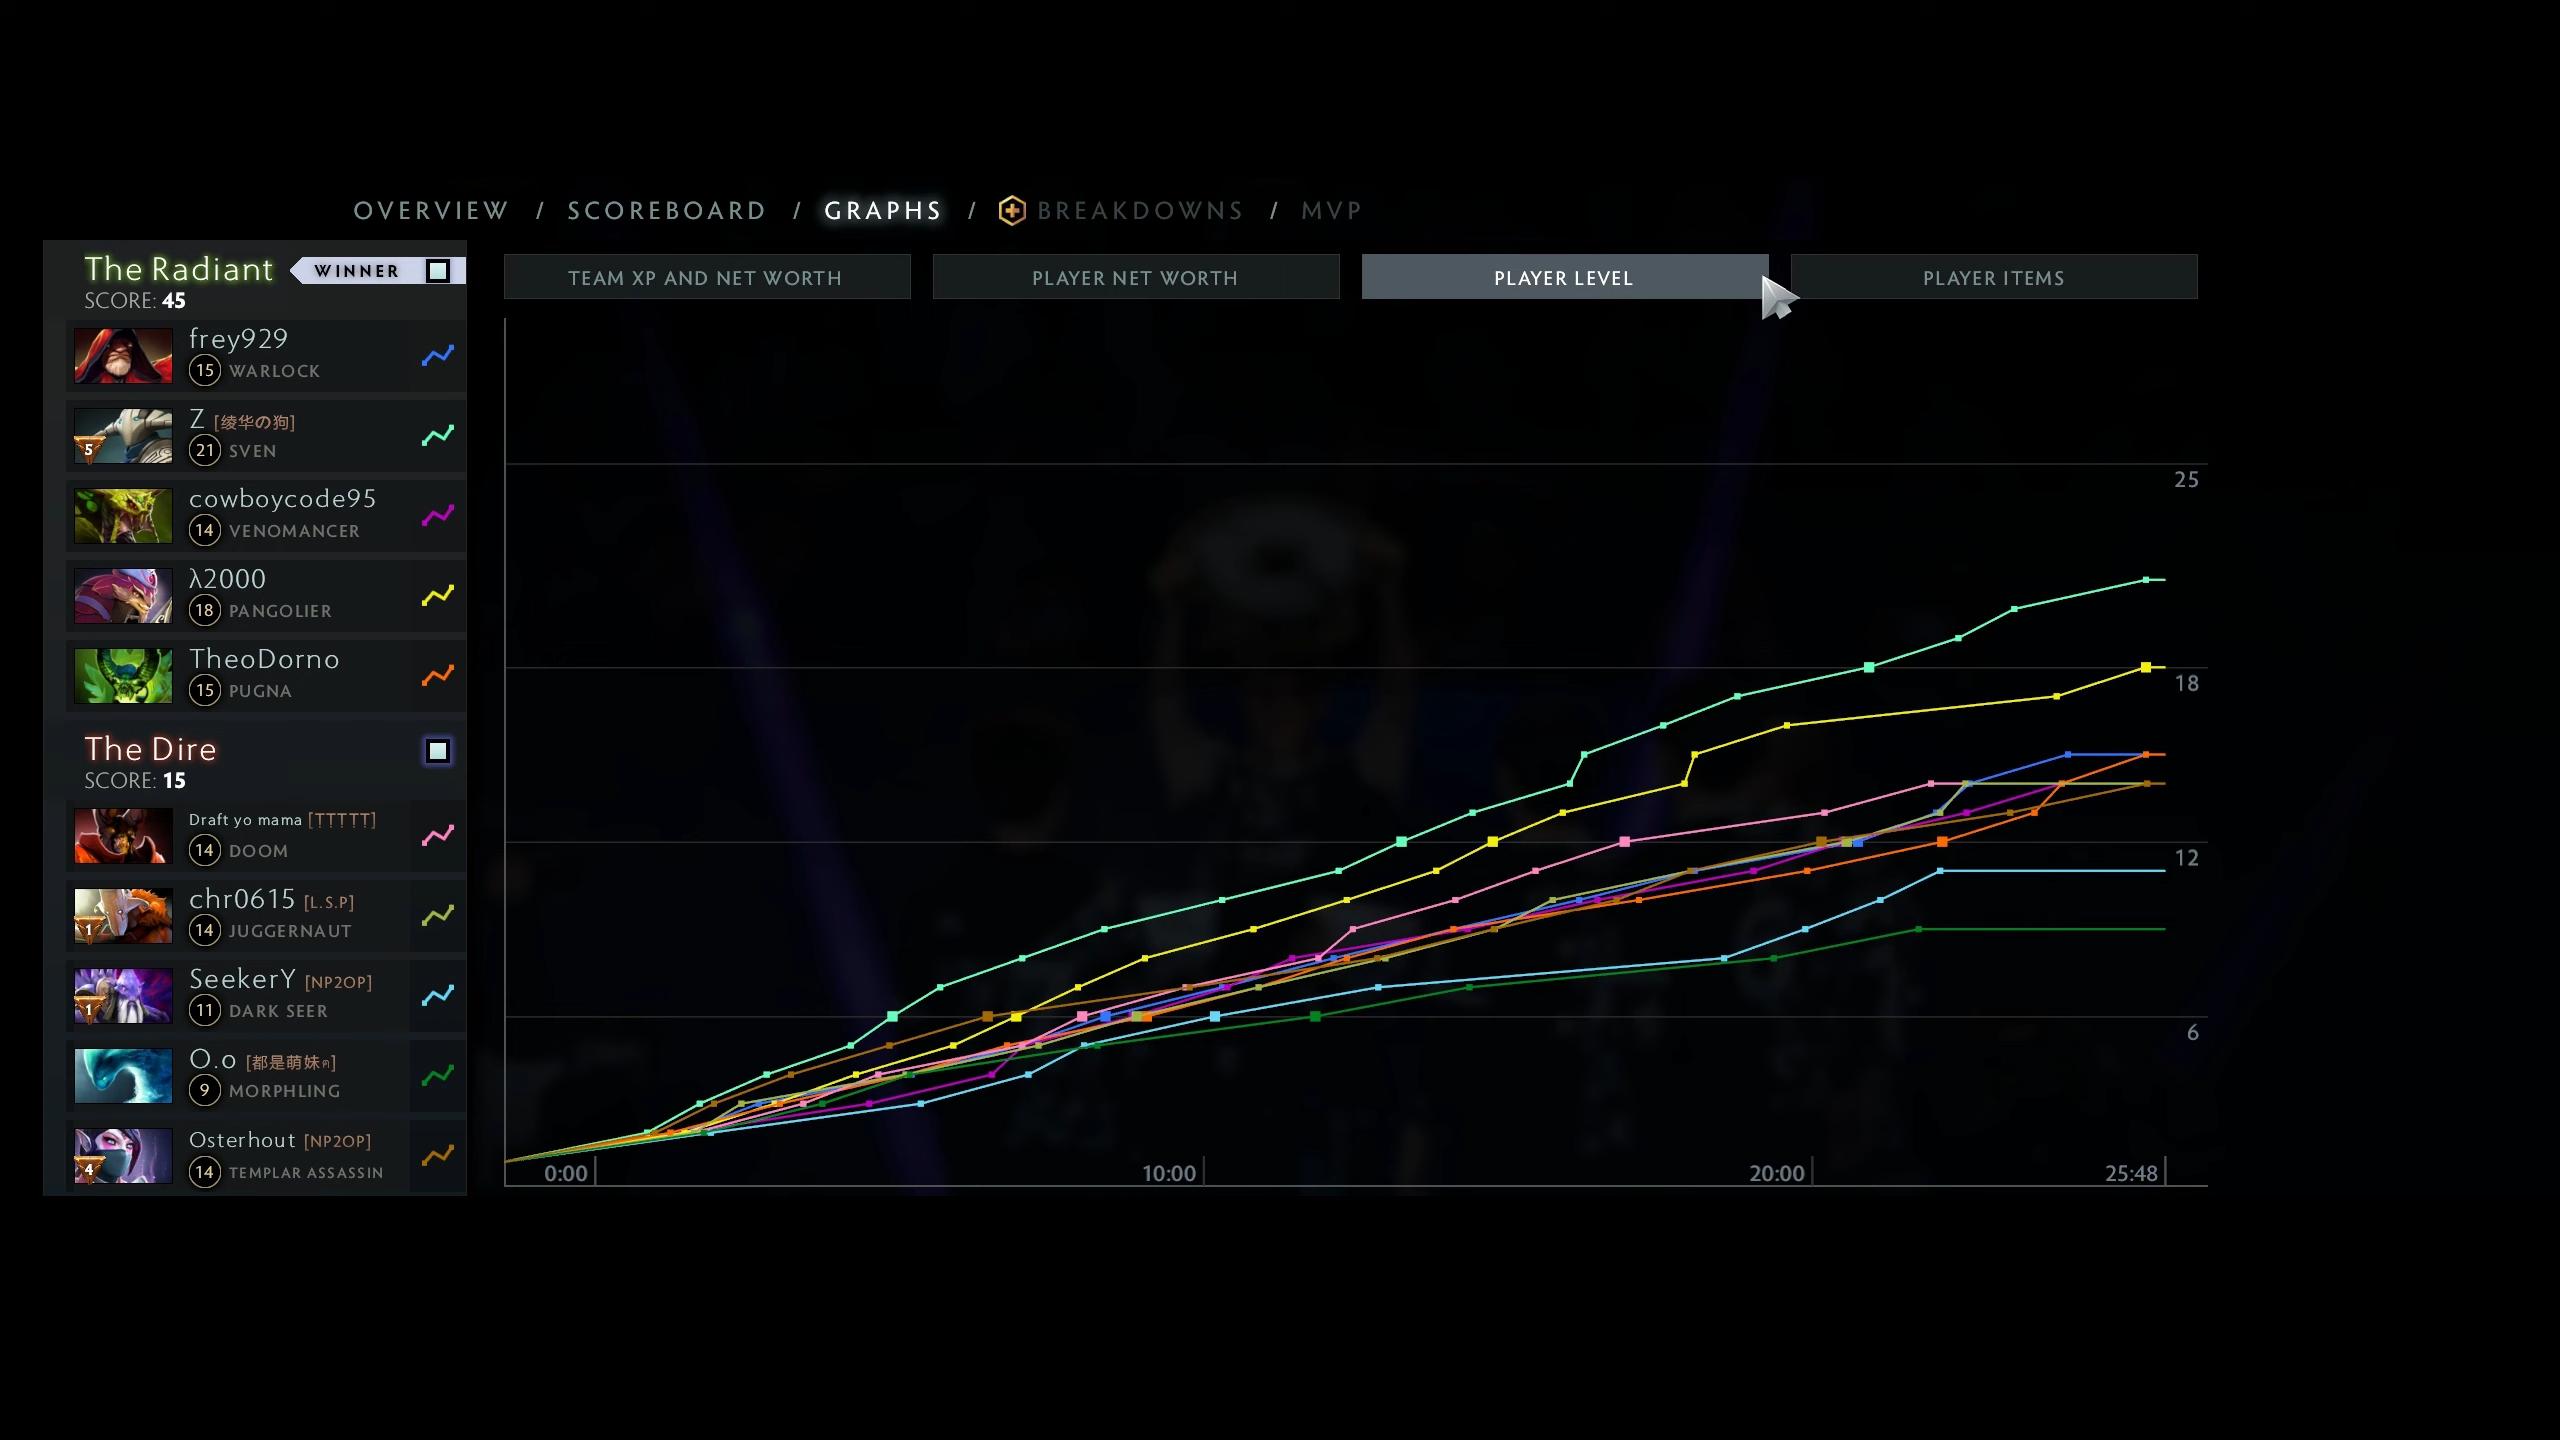 OVERVIEW / SCOREBOARD / GRAPHS / BREAKDOWNS / MVP
The Radiant WINNER
SCORE: 45
frey929
15 WARLOCK
Z [绫华の狗]
5
21 SVEN
cowboycode95
14 VENOMANCER
λ2000
18 PANGOLIER
TheoDorno
15 PUGNA
The Dire
SCORE: 15
Draft yo mama [TTTTT]
14 DOOM
chr0615 [L.S.P]
1
14 JUGGERNAUT
SeekerY [NP2OP]
1
11 DARK SEER
O.o
9 MORPHLING
Osterhout [NP2OP]
4
14 TEMPLAR ASSASSIN
TEAM XP AND NET WORTH
PLAYER NET WORTH
PLAYER LEVEL
PLAYER ITEMS
25
18
12
6
0:00
10:00
20:00
25:48